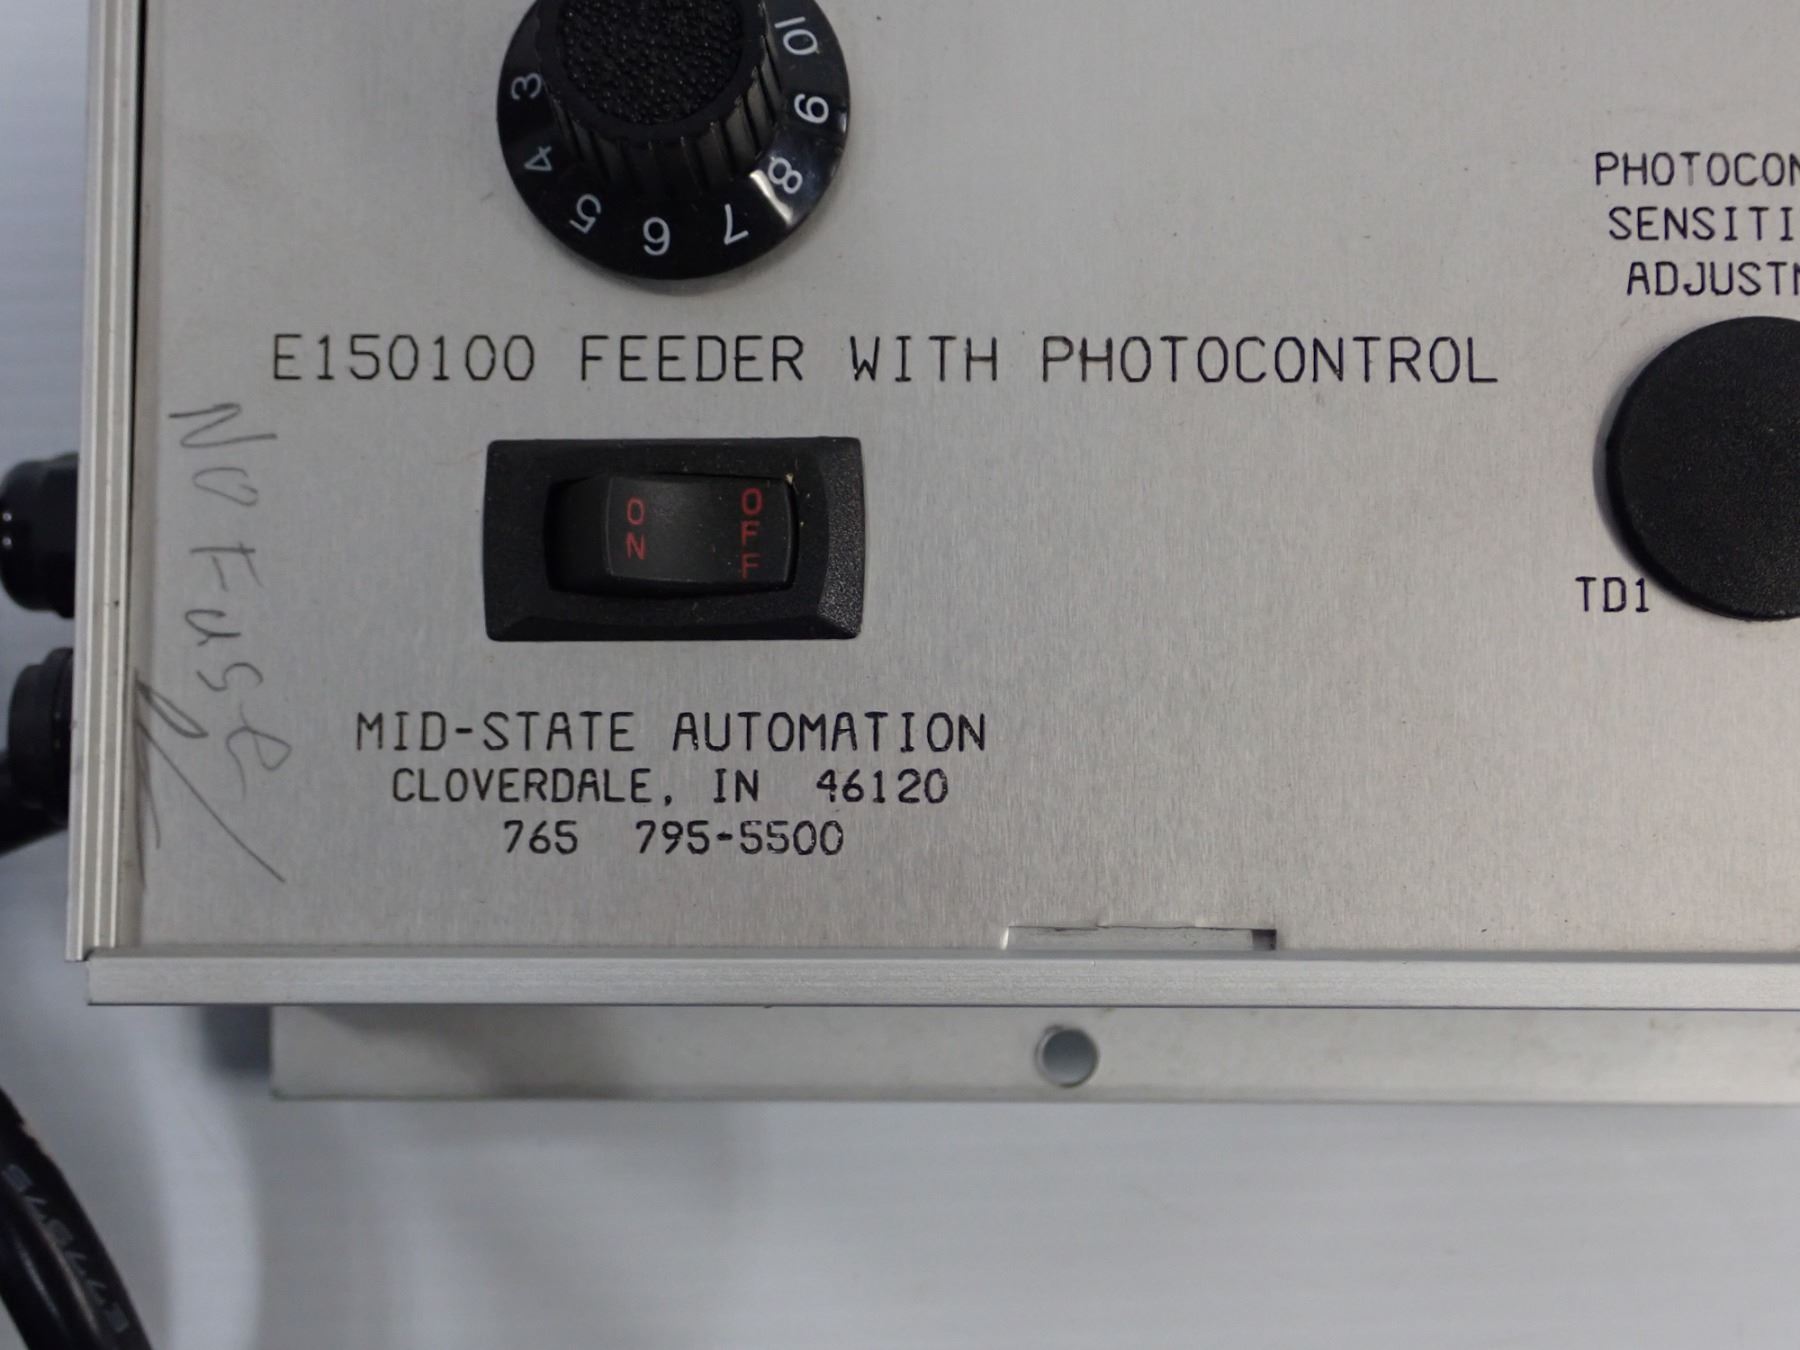 3 4 5 6 7 8 9 10
PHOTOCON
SENSITI
ADJUSTM
E150100 FEEDER WITH PHOTOCONTROL
No Fuse
ON
OFF
TD1
MID-STATE AUTOMATION
CLOVERDALE, IN 46120
765 795-5500